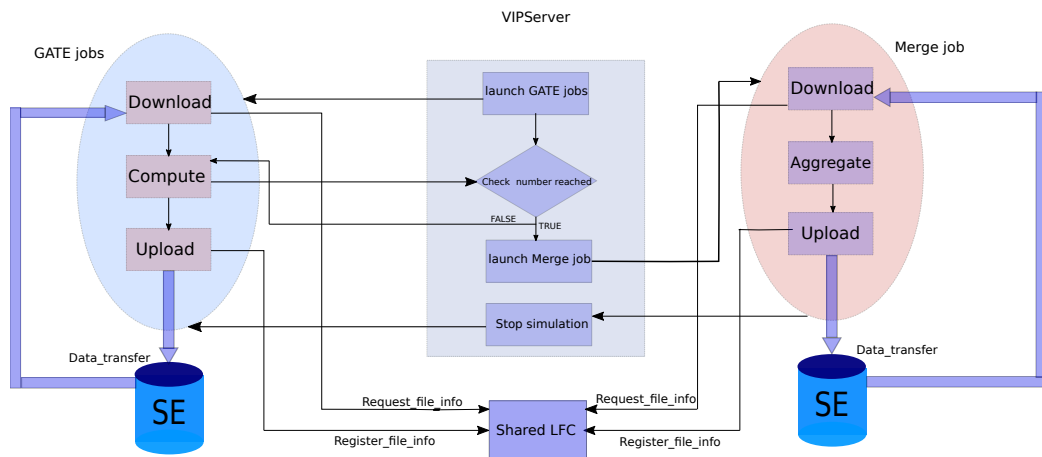 VIPServer
GATE jobs
Merge job
launch GATE jobs
Download
Download
Compute
Check number reached
Aggregate
FALSE
TRUE
Upload
launch Merge job
Upload
Stop simulation
Data_transfer
Data_transfer
SE
SE
Request_file_info
Request_file_info
Shared LFC
Register_file_info
Register_file_info